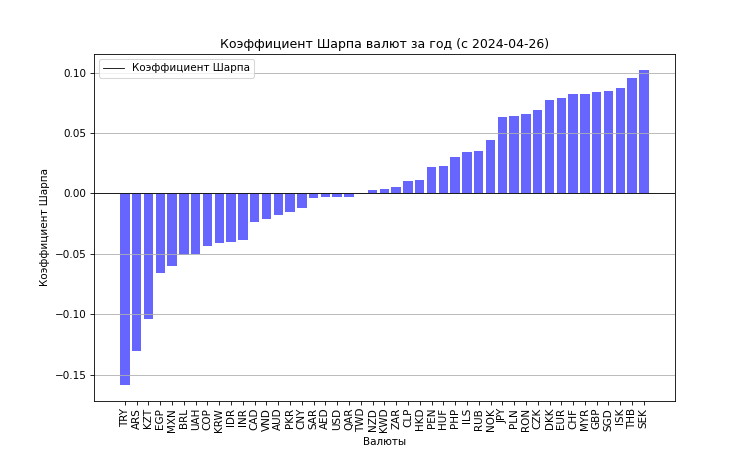 Коэффициент Шарпа валют за год (с 2024-04-26)
Коэффициент Шарпа
0.10
0.05
0.00
−0.05
−0.10
−0.15
Коэффициент Шарпа
TRY ARS KZT EGP MXN BRL UAH COP KRW IDR INR CAD VND AUD PKR CNY SAR AED USD QAR TWD NZD KWD ZAR CLP HKD PEN HUF PHP ILS RUB NOK JPY PLN RON CZK DKK EUR CHF MYR GBP SGD ISK THB SEK
Валюты